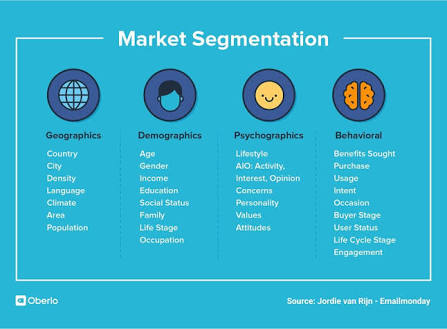 Market Segmentation
Geographics
Country
City
Density
Language
Climate
Area
Population
Demographics
Age
Gender
Income
Education
Social Status
Family
Life Stage
Occupation
Psychographics
Lifestyle
AIO: Activity,
Interest, Opinion
Concerns
Personality
Values
Attitudes
Behavioral
Benefits Sought
Purchase
Usage
Intent
Occasion
Buyer Stage
User Status
Life Cycle Stage
Engagement
Oberlo
Source: Jordie van Rijn - Emailmonday